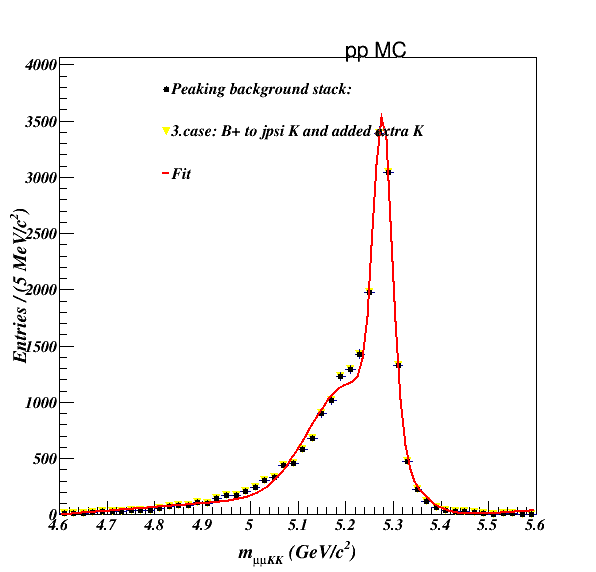 pp MC
4000
Peaking background stack:
3500
3.case: B+ to jpsi K and added extra K
Fit
3000
2500
Entries / (5 MeV/c²)
2000
1500
1000
500
0
4.6 4.7 4.8 4.9 5 5.1 5.2 5.3 5.4 5.5 5.6
m_μμKK (GeV/c²)